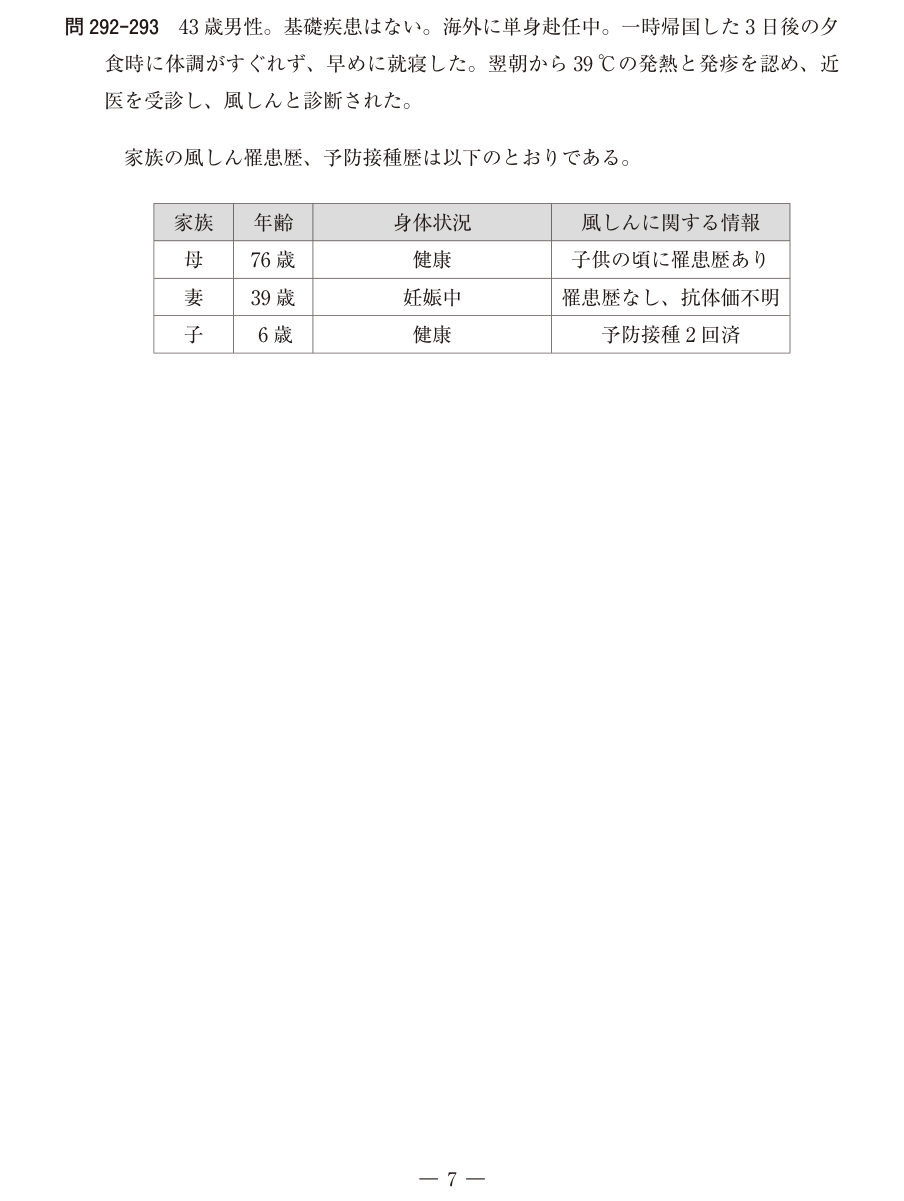 問 292-293 43 歳男性。基礎疾患はない。海外に単身赴任中。一時帰国した 3 日後の夕
食時に体調がすぐれず、早めに就寝した。翌朝から 39 ℃の発熱と発疹を認め、近
医を受診し、風しんと診断された。
家族の風しん罹患歴、予防接種歴は以下のとおりである。
家族 年齢 身体状況 風しんに関する情報
母 76 歳 健康 子供の頃に罹患歴あり
妻 39 歳 妊娠中 罹患歴なし、抗体価不明
子 6 歳 健康 予防接種 2 回済
― 7 ―